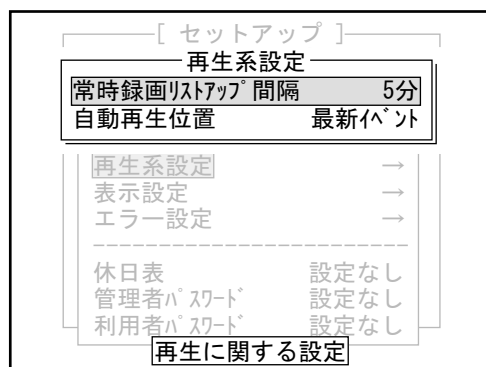 [ セットアップ ]
再生系設定
常時録画ﾘｽﾄｱｯﾌﾟ間隔 5分
自動再生位置 最新ｲﾍﾞﾝﾄ
再生系設定 →
表示設定 →
エラー設定 →
------------------------
休日表 設定なし
管理者ﾊﾟｽﾜｰﾄﾞ 設定なし
利用者ﾊﾟｽﾜｰﾄﾞ 設定なし
再生に関する設定